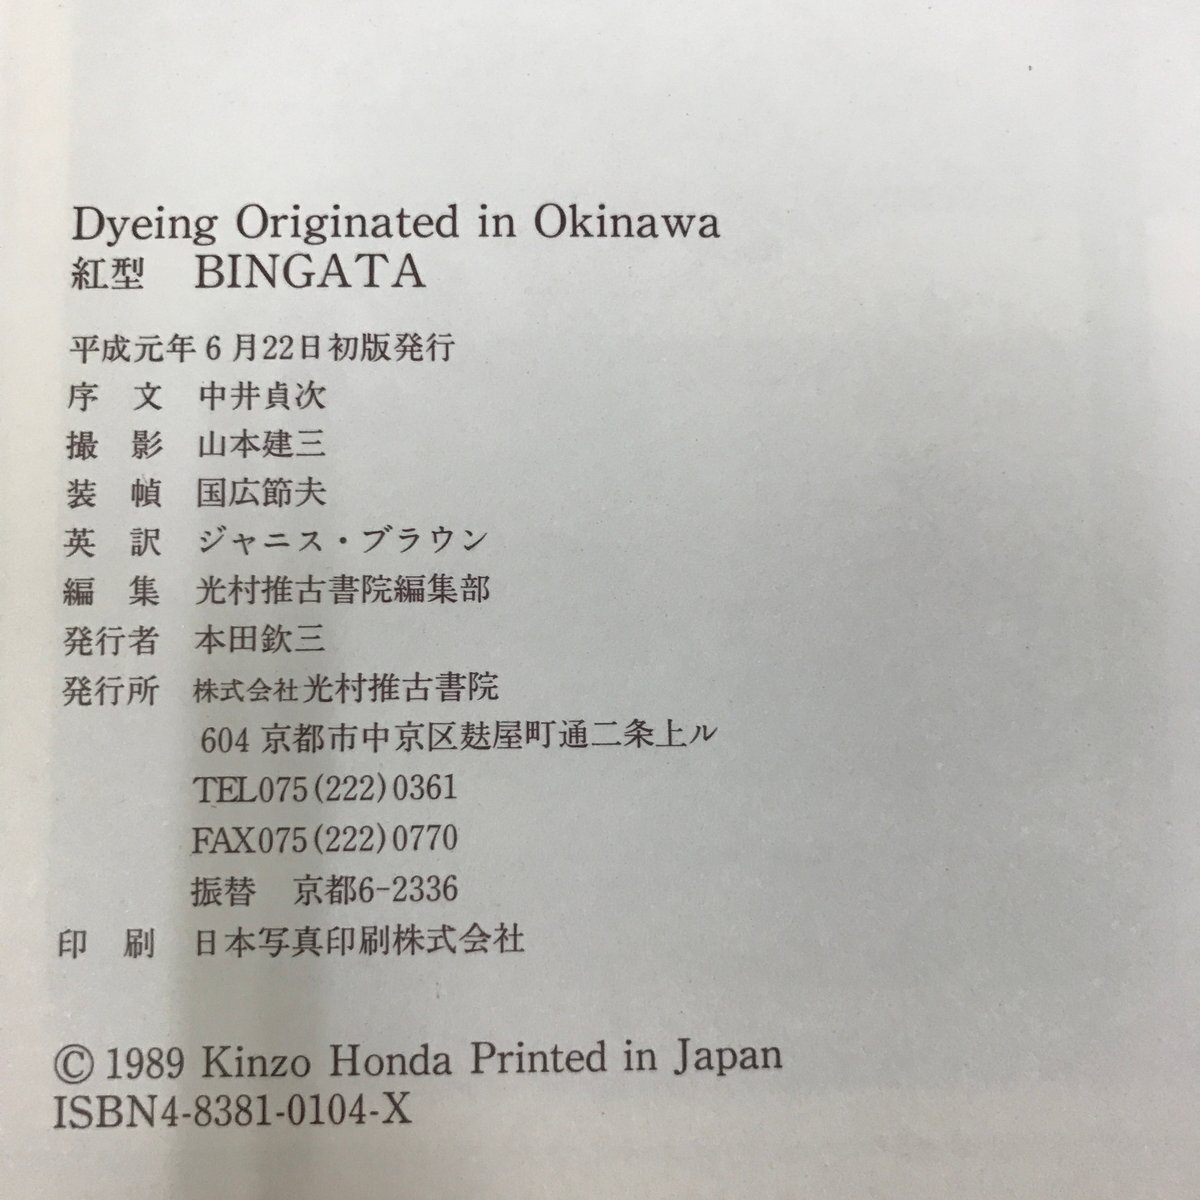 Dyeing Originated in Okinawa
紅型　BINGATA
平成元年6月22日初版発行
序　文　中井貞次
撮　影　山本建三
装　幀　国広節夫
英　訳　ジャニス・ブラウン
編　集　光村推古書院編集部
発行者　本田欽三
発行所　株式会社光村推古書院
604 京都市中京区麸屋町通二条上ル
TEL075(222)0361
FAX075(222)0770
振替　京都6-2336
印　刷　日本写真印刷株式会社
© 1989 Kinzo Honda Printed in Japan
ISBN4-8381-0104-X